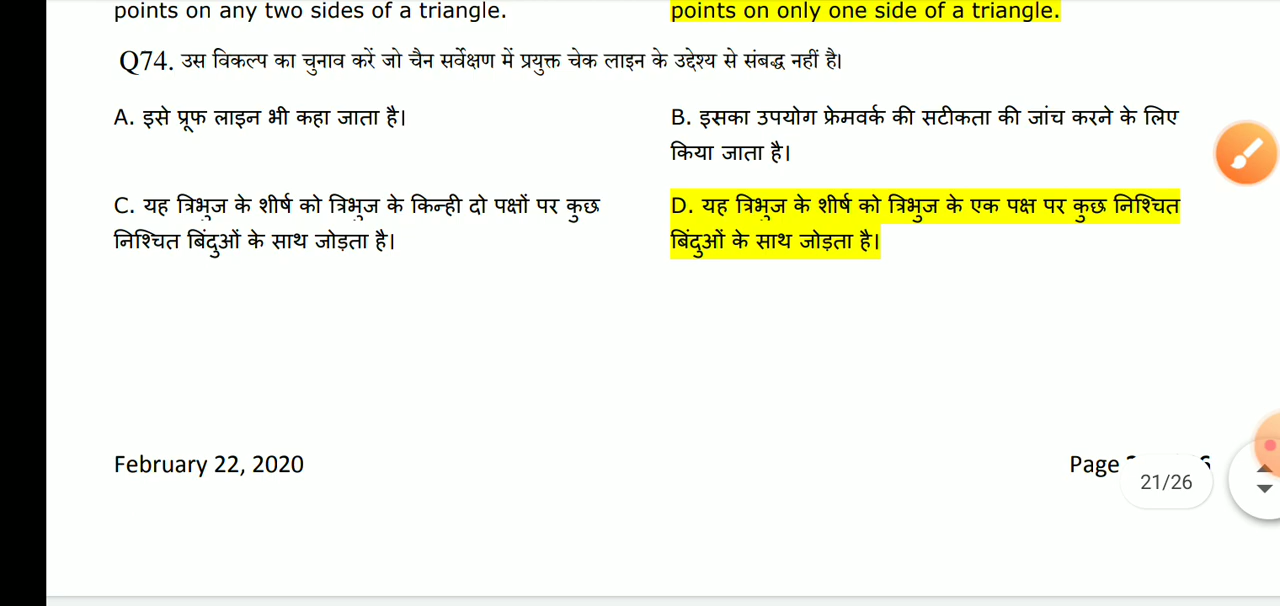 points on any two sides of a triangle.
points on only one side of a triangle.
Q74. उस विकल्प का चुनाव करें जो चैन सर्वेक्षण में प्रयुक्त चेक लाइन के उद्देश्य से संबद्ध नहीं है।
A. इसे प्रूफ लाइन भी कहा जाता है।
B. इसका उपयोग फ्रेमवर्क की सटीकता की जांच करने के लिए
किया जाता है।
C. यह त्रिभुज के शीर्ष को त्रिभुज के किन्ही दो पक्षों पर कुछ
निश्चित बिंदुओं के साथ जोड़ता है।
D. यह त्रिभुज के शीर्ष को त्रिभुज के एक पक्ष पर कुछ निश्चित
बिंदुओं के साथ जोड़ता है।
February 22, 2020
Page
21/26